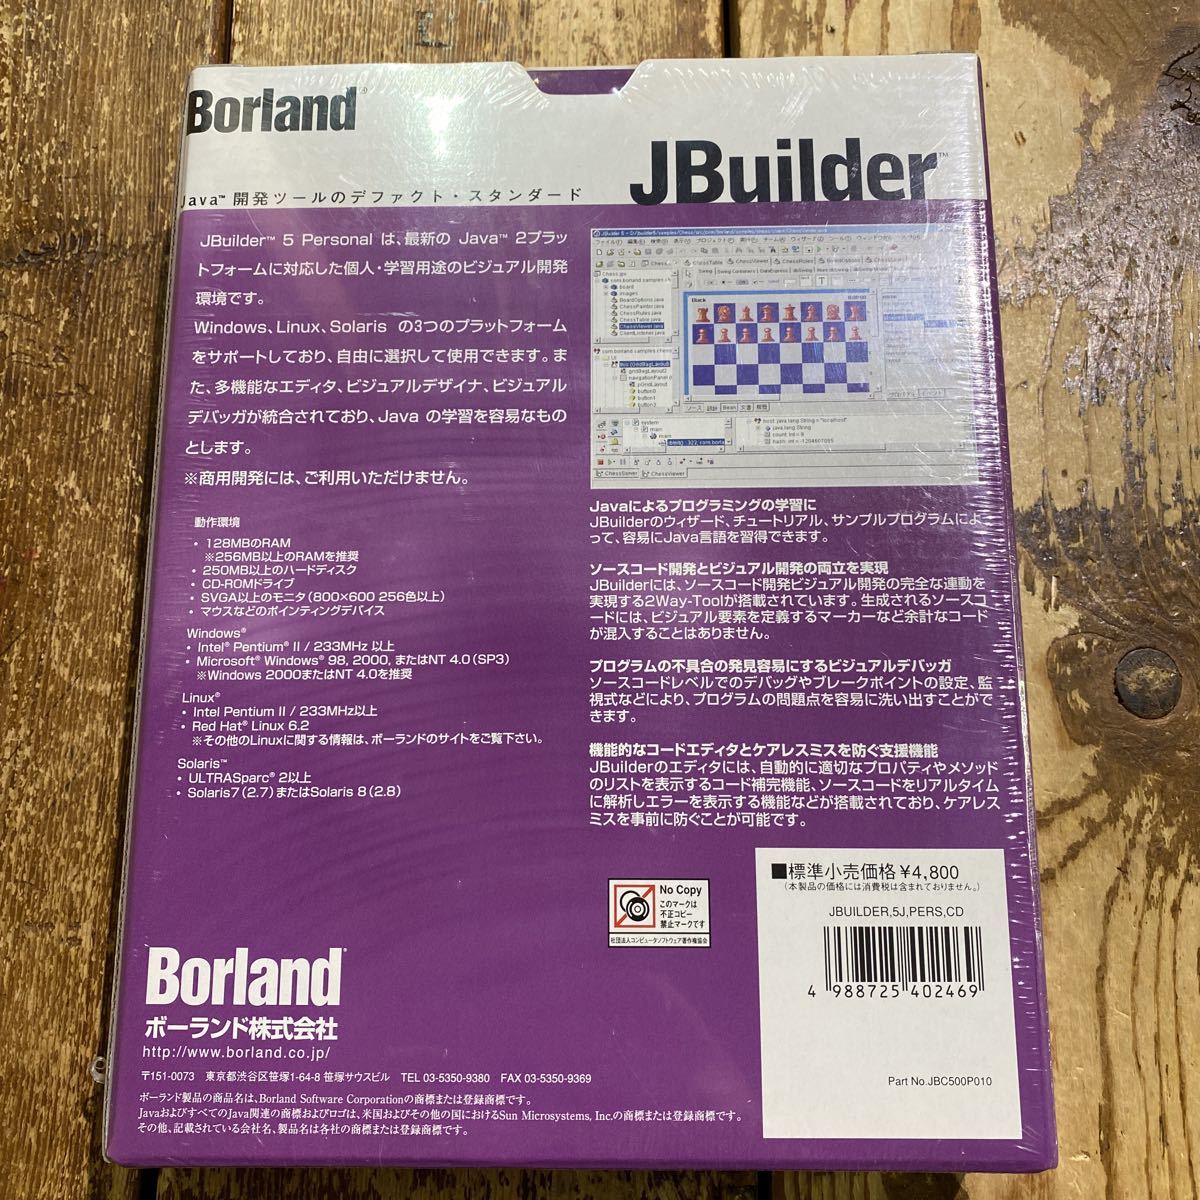 Borland®
JBuilder™
Java™ 開発ツールのデファクト・スタンダード
JBuilder™ 5 Personal は、最新の Java™ 2プラッ
トフォームに対応した個人・学習用途のビジュアル開発
環境です。
Windows、Linux、Solaris の3つのプラットフォーム
をサポートしており、自由に選択して使用できます。ま
た、多機能なエディタ、ビジュアルデザイナ、ビジュアル
デバッガが統合されており、Java の学習を容易なもの
とします。
※商用開発には、ご利用いただけません。
動作環境
・128MBのRAM
※256MB以上のRAMを推奨
・250MB以上のハードディスク
・CD-ROMドライブ
・SVGA以上のモニタ(800×600 256色以上)
・マウスなどのポインティングデバイス
Windows®
・Intel® Pentium® II / 233MHz 以上
・Microsoft® Windows® 98, 2000, またはNT 4.0(SP3)
※Windows 2000またはNT 4.0を推奨
Linux®
・Intel Pentium II / 233MHz以上
・Red Hat® Linux 6.2
※その他のLinuxに関する情報は、ボーランドのサイトをご覧下さい。
Solaris™
・ULTRASparc® 2以上
・Solaris7(2.7)またはSolaris 8(2.8)
Black
ChessViewer
Javaによるプログラミングの学習に
JBuilderのウィザード、チュートリアル、サンプルプログラムによ
って、容易にJava言語を習得できます。
ソースコード開発とビジュアル開発の両立を実現
JBuilderには、ソースコード開発ビジュアル開発の完全な連動を
実現する2Way-Toolが搭載されています。生成されるソースコ
ードには、ビジュアル要素を定義するマーカーなど余計なコード
が混入することはありません。
プログラムの不具合の発見容易にするビジュアルデバッガ
ソースコードレベルでのデバッグやブレークポイントの設定、監
視式などにより、プログラムの問題点を容易に洗い出すことがで
きます。
機能的なコードエディタとケアレスミスを防ぐ支援機能
JBuilderのエディタには、自動的に適切なプロパティやメソッド
のリストを表示するコード補完機能、ソースコードをリアルタイム
に解析しエラーを表示する機能などが搭載されており、ケアレス
ミスを事前に防ぐことが可能です。
No Copy
このマークは
不正コピー
禁止マークです
社団法人コンピュータソフトウェア著作権協会
■標準小売価格 ¥4,800
(本製品の価格には消費税は含まれておりません。)
JBUILDER,5J,PERS,CD
4 988725 402469
Part No.JBC500P010
Borland®
ボーランド株式会社
http://www.borland.co.jp/
〒151-0073 東京都渋谷区笹塚1-64-8 笹塚サウスビル TEL 03-5350-9380 FAX 03-5350-9369
ボーランド製品の商品名は、Borland Software Corporationの商標または登録商標です。
JavaおよびすべてのJava関連の商標およびロゴは、米国およびその他の国におけるSun Microsystems, Inc.の商標または登録商標です。
その他、記載されている会社名、製品名は各社の商標または登録商標です。